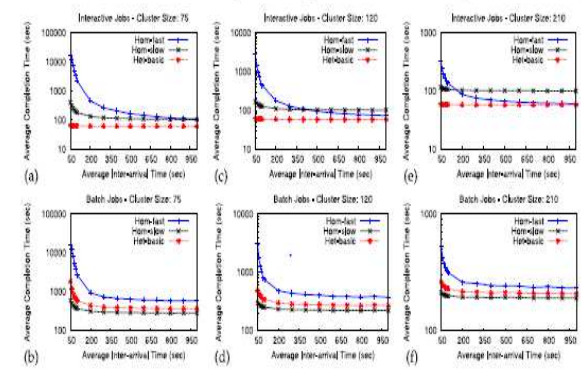 Interactive Jobs - Cluster Size: 75
Average Completion Time (sec)
100000
10000
1000
100
10
Hom-fast
Hom-slow
Het-basic
50 200 350 500 650 800 950
Average Inter-arrival Time (sec)
(a)
Interactive Jobs - Cluster Size: 120
Average Completion Time (sec)
10000
1000
100
10
Hom-fast
Hom-slow
Het-basic
50 200 350 500 650 800 950
Average Inter-arrival Time (sec)
(c)
Interactive Jobs - Cluster Size: 210
Average Completion Time (sec)
1000
100
10
Hom-fast
Hom-slow
Het-basic
50 200 350 500 650 800 950
Average Inter-arrival Time (sec)
(e)
Batch Jobs - Cluster Size: 75
Average Completion Time (sec)
100000
10000
1000
100
Hom-fast
Hom-slow
Het-basic
50 200 350 500 650 800 950
Average Inter-arrival Time (sec)
(b)
Batch Jobs - Cluster Size: 120
Average Completion Time (sec)
10000
1000
100
Hom-fast
Hom-slow
Het-basic
50 200 350 500 650 800 950
Average Inter-arrival Time (sec)
(d)
Batch Jobs - Cluster Size: 210
Average Completion Time (sec)
1000
100
Hom-fast
Hom-slow
Het-basic
50 200 350 500 650 800 950
Average Inter-arrival Time (sec)
(f)